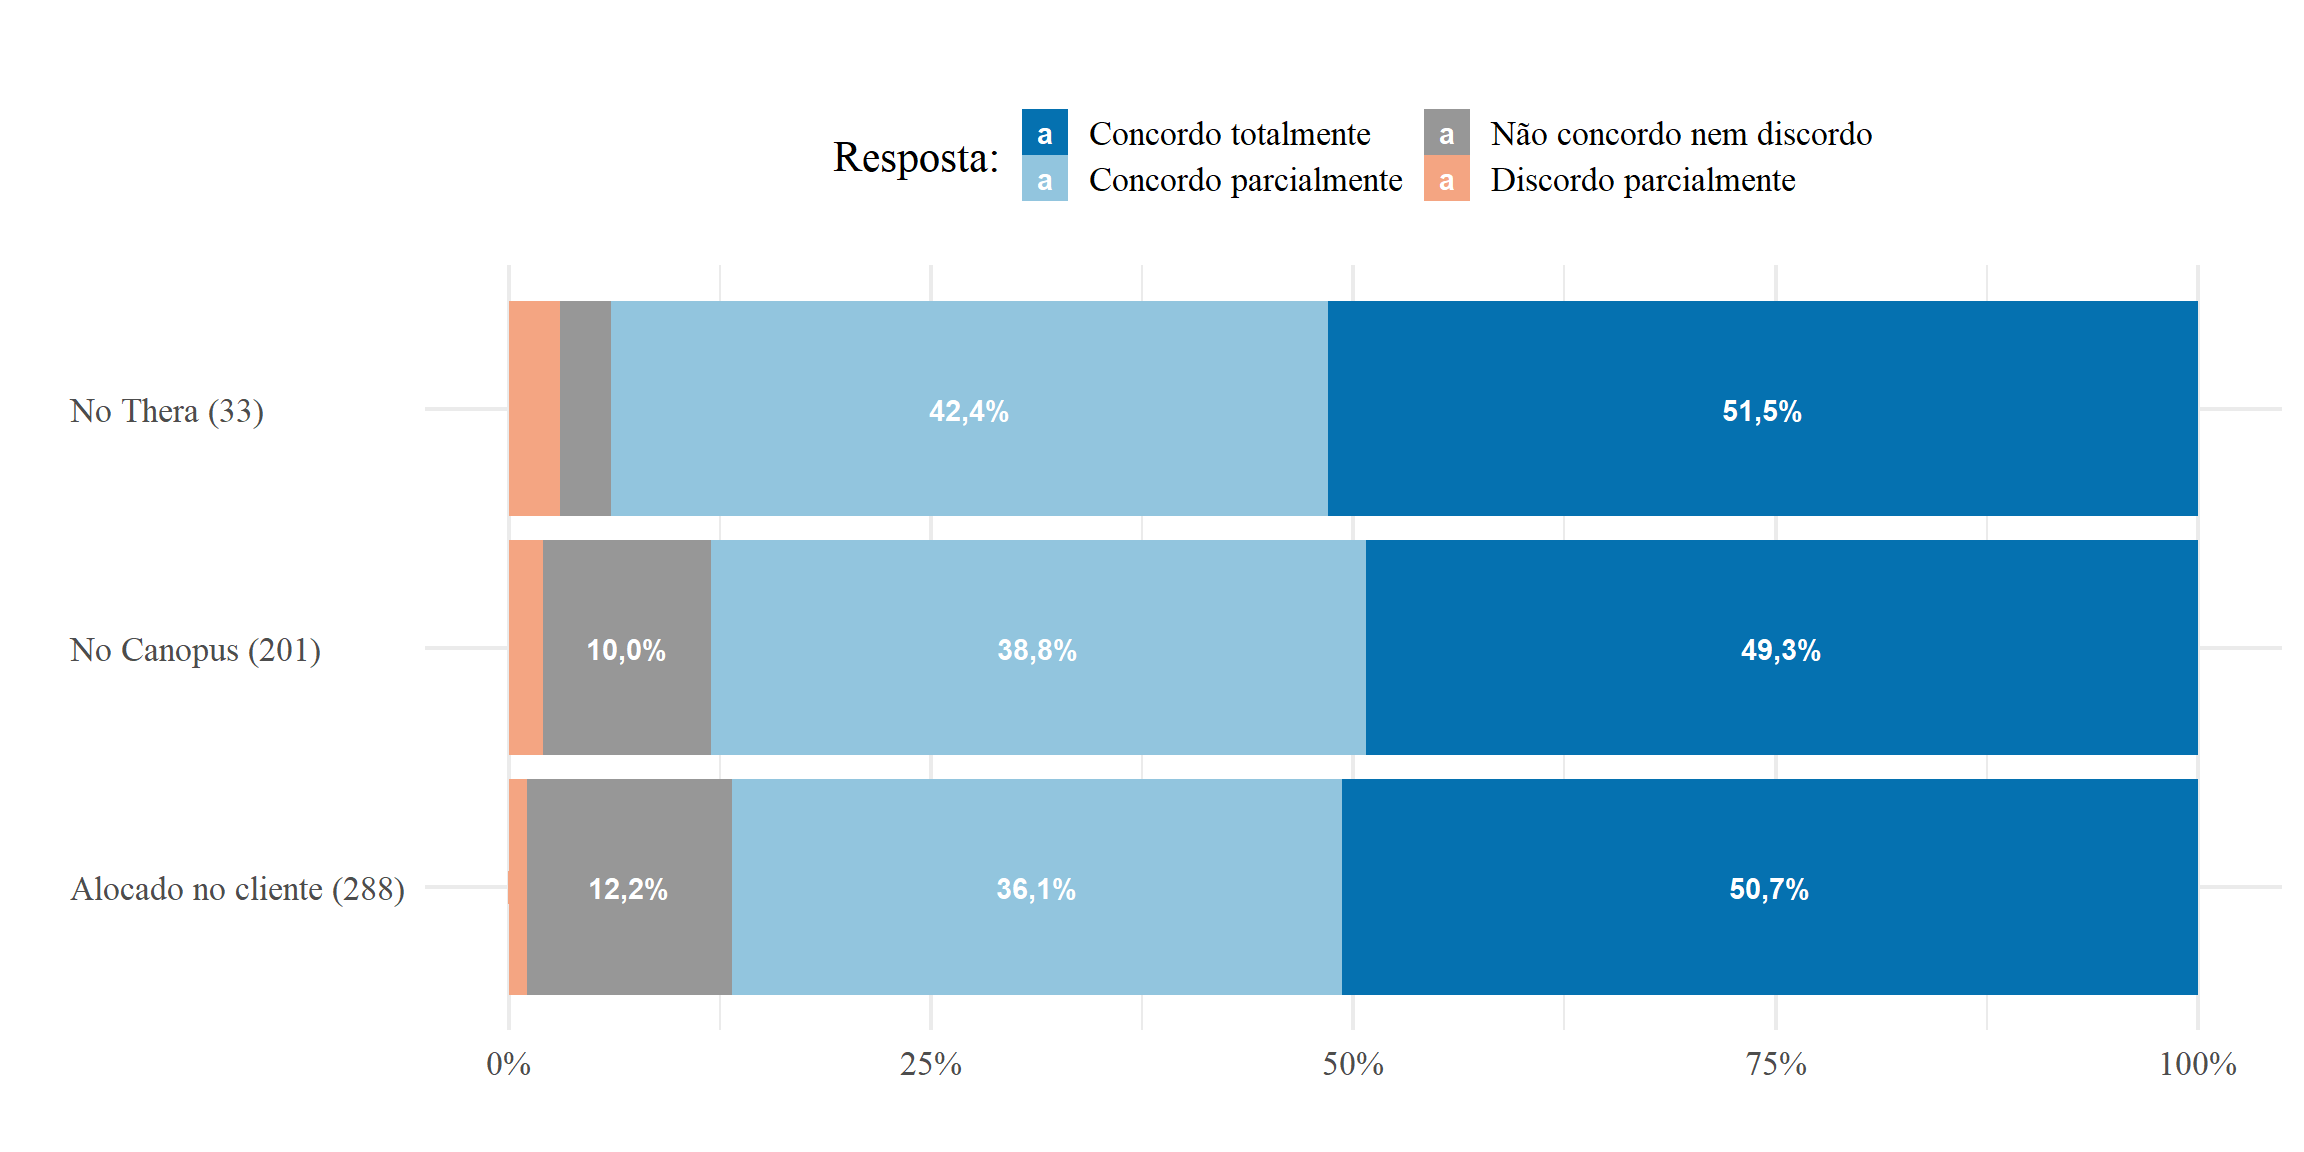 Resposta:
a Concordo totalmente
a Não concordo nem discordo
a Concordo parcialmente
a Discordo parcialmente
No Thera (33)
42,4%
51,5%
No Canopus (201)
10,0%
38,8%
49,3%
Alocado no cliente (288)
12,2%
36,1%
50,7%
0%
25%
50%
75%
100%